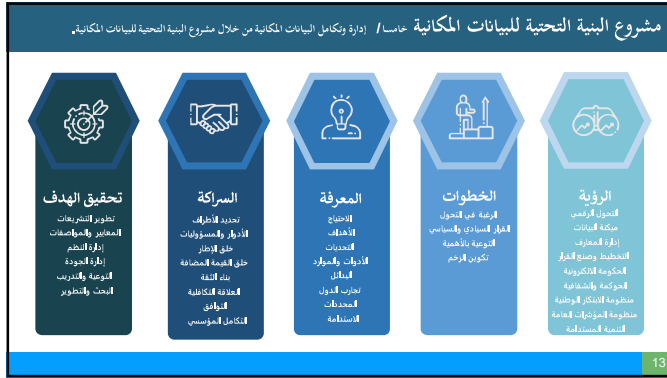 مشروع البنية التحتية للبيانات المكانية خامسا / إدارة وتكامل البيانات المكانية من خلال مشروع البنية التحتية للبيانات المكانية.
الرؤية
التحول الرقمي
ميكنة البيانات
إدارة المعارف
التخطيط وصنع القرار
الحكومة الالكترونية
الحوكمة والشفافية
منظومة الابتكار الوطنية
منظومة المؤشرات العامة
التنمية المستدامة
الخطوات
الرغبة في التحول
القرار السيادي والسياسي
التوعية بالأهمية
تكوين الزخم
المعرفة
الاحتياج
الأهداف
التحديات
الأدوات والموارد
البدائل
تجارب الدول
المحددات
الاستدامة
الشراكة
تحديد الأطراف
الأدوار والمسؤوليات
خلق الإطار
خلق القيمة المضافة
بناء الثقة
العلاقة التكاملية
التوافق
التكامل المؤسسي
تحقيق الهدف
تطوير التشريعات
المعايير والمواصفات
إدارة النظم
إدارة الجودة
التوعية والتدريب
البحث والتطوير
13